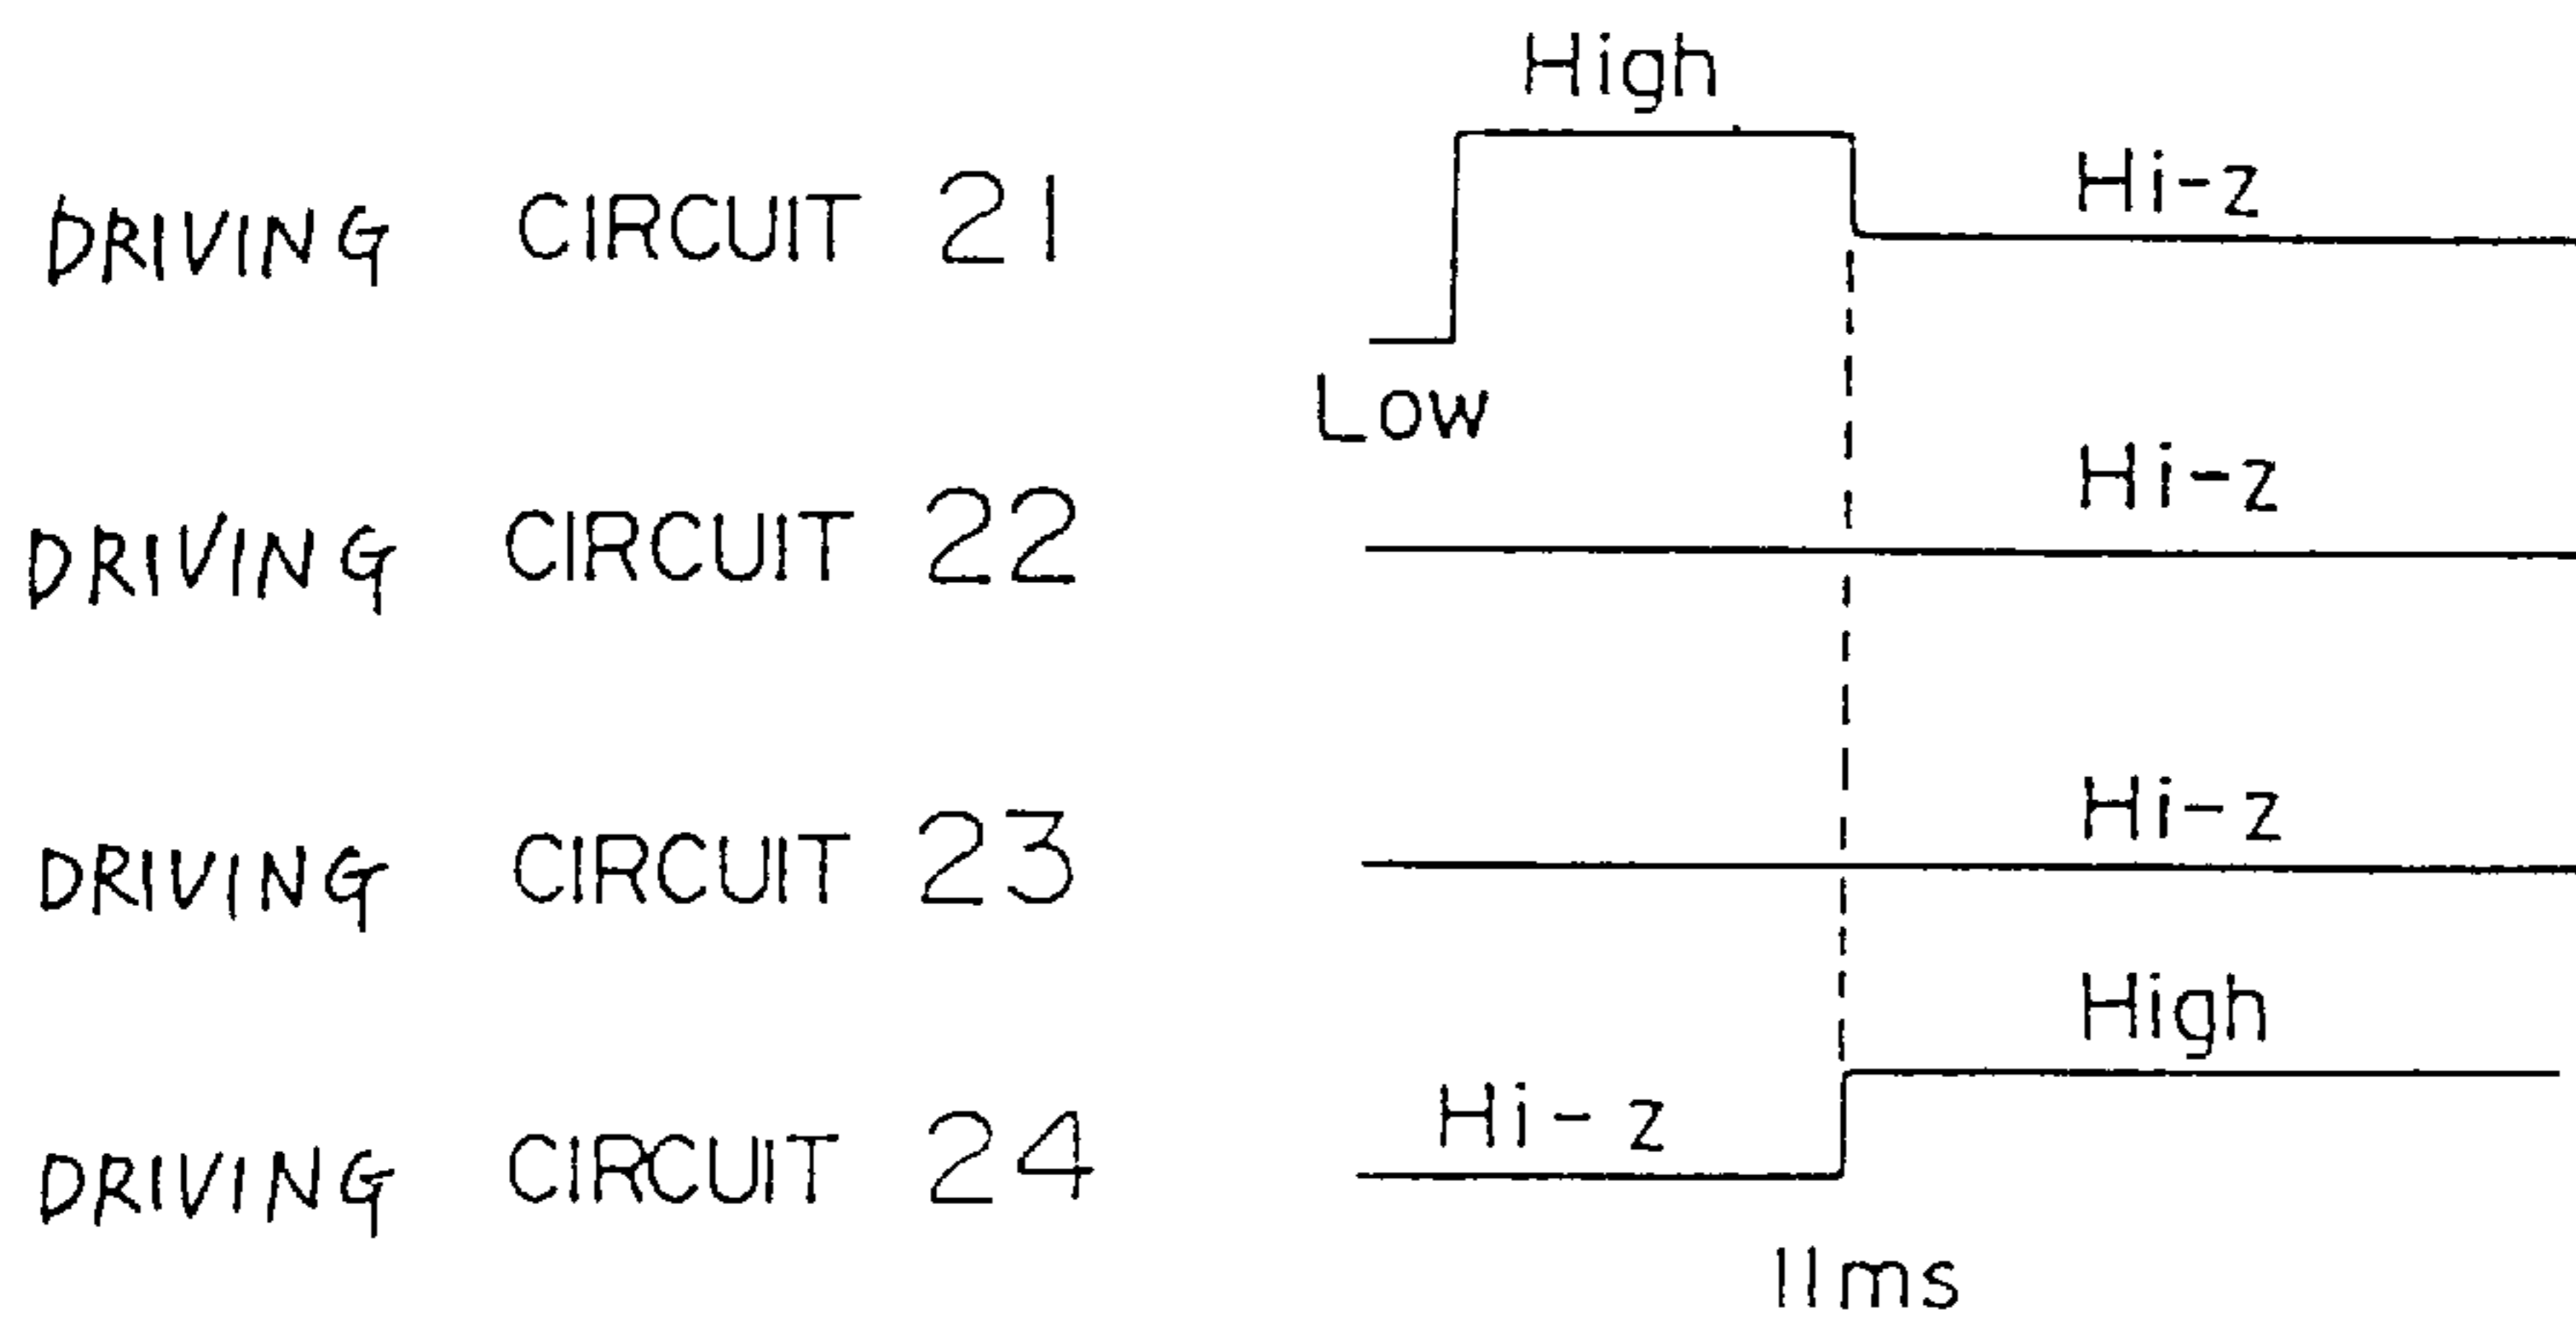 High
DRIVING CIRCUIT 21 Hi-z
Low
DRIVING CIRCUIT 22 Hi-z
DRIVING CIRCUIT 23 Hi-z
High
DRIVING CIRCUIT 24 Hi-z
11ms